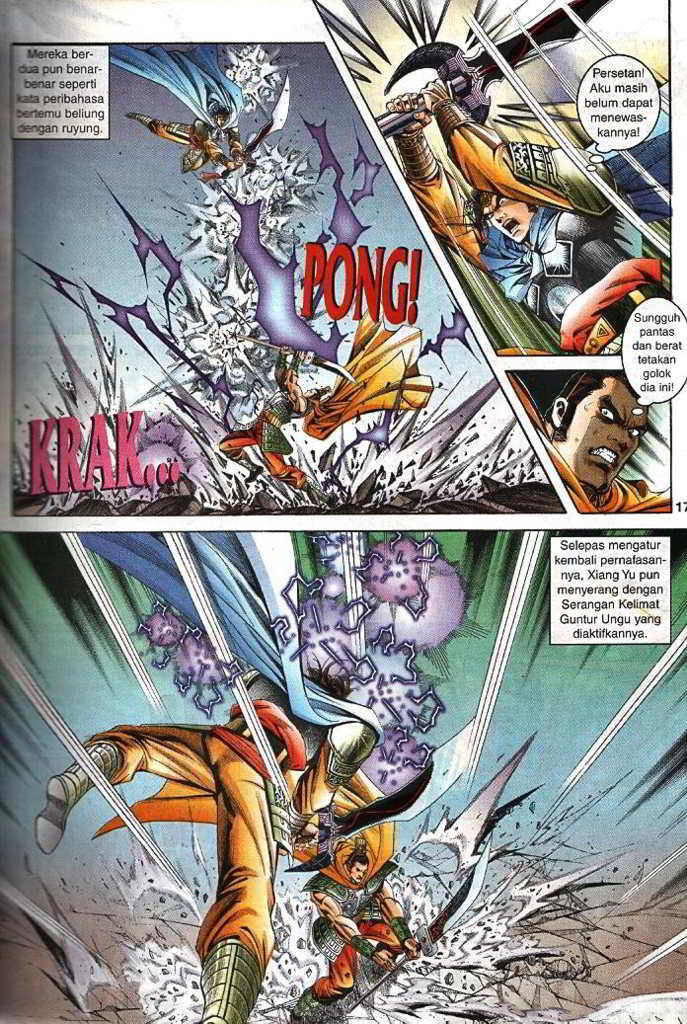 Mereka ber-
dua pun benar-
benar seperti
kata peribahasa
bertemu beliung
dengan ruyung.
PONG!
KRAK...
Persetan!
Aku masih
belum dapat
menewas-
kannya!
Sungguh
pantas
dan berat
tetakan
golok
dia ini!
17
Selepas mengatur
kembali pernafasan-
nya, Xiang Yu pun
menyerang dengan
Serangan Kelimat
Guntur Ungu yang
diaktifkannya.